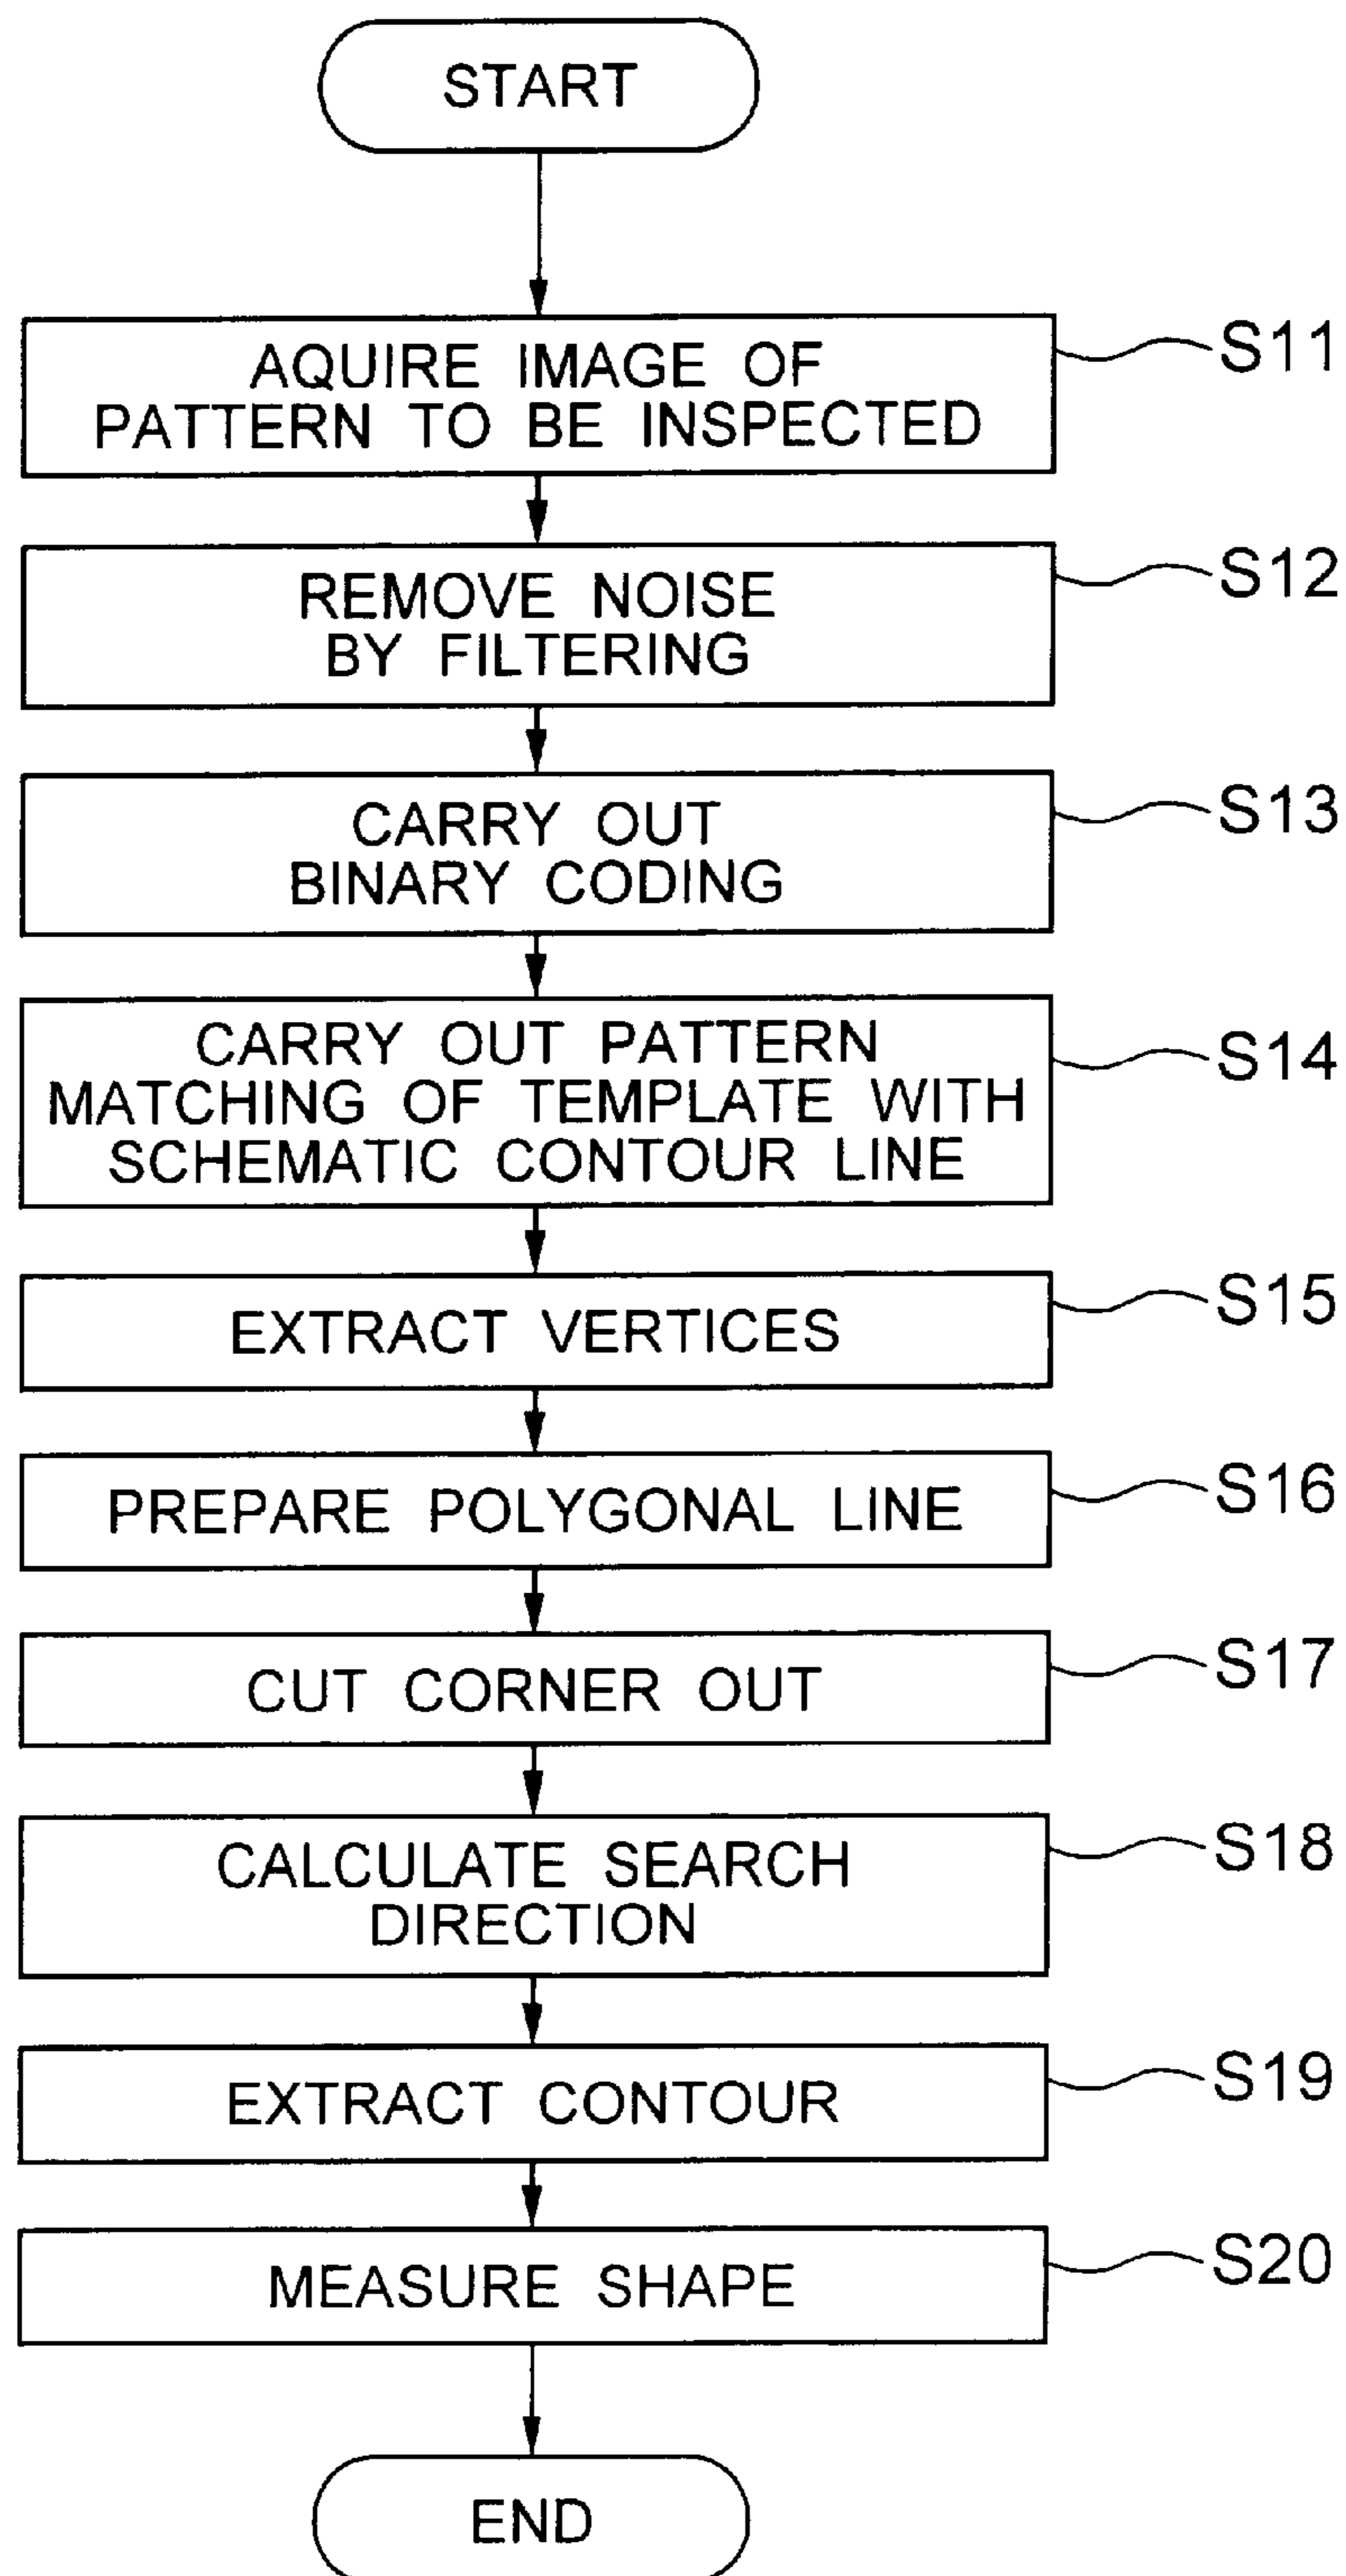 START
AQUIRE IMAGE OF
PATTERN TO BE INSPECTED
S11
REMOVE NOISE
BY FILTERING
S12
CARRY OUT
BINARY CODING
S13
CARRY OUT PATTERN
MATCHING OF TEMPLATE WITH
SCHEMATIC CONTOUR LINE
S14
EXTRACT VERTICES
S15
PREPARE POLYGONAL LINE
S16
CUT CORNER OUT
S17
CALCULATE SEARCH
DIRECTION
S18
EXTRACT CONTOUR
S19
MEASURE SHAPE
S20
END